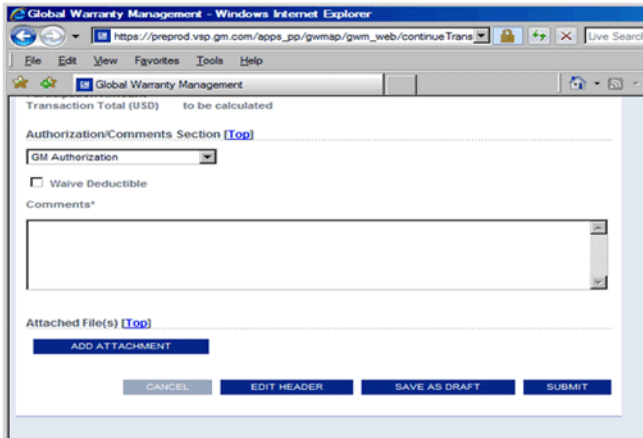 Global Warranty Management - Windows Internet Explorer
GM https://preprod.vsp.gm.com/apps_pp/gwmap/gwm_web/continueTrans Live Search
File Edit View Favorites Tools Help
GM Global Warranty Management
Transaction Total (USD) to be calculated
Authorization/Comments Section [Top]
GM Authorization
Waive Deductible
Comments*
Attached File(s) [Top]
ADD ATTACHMENT
CANCEL EDIT HEADER SAVE AS DRAFT SUBMIT